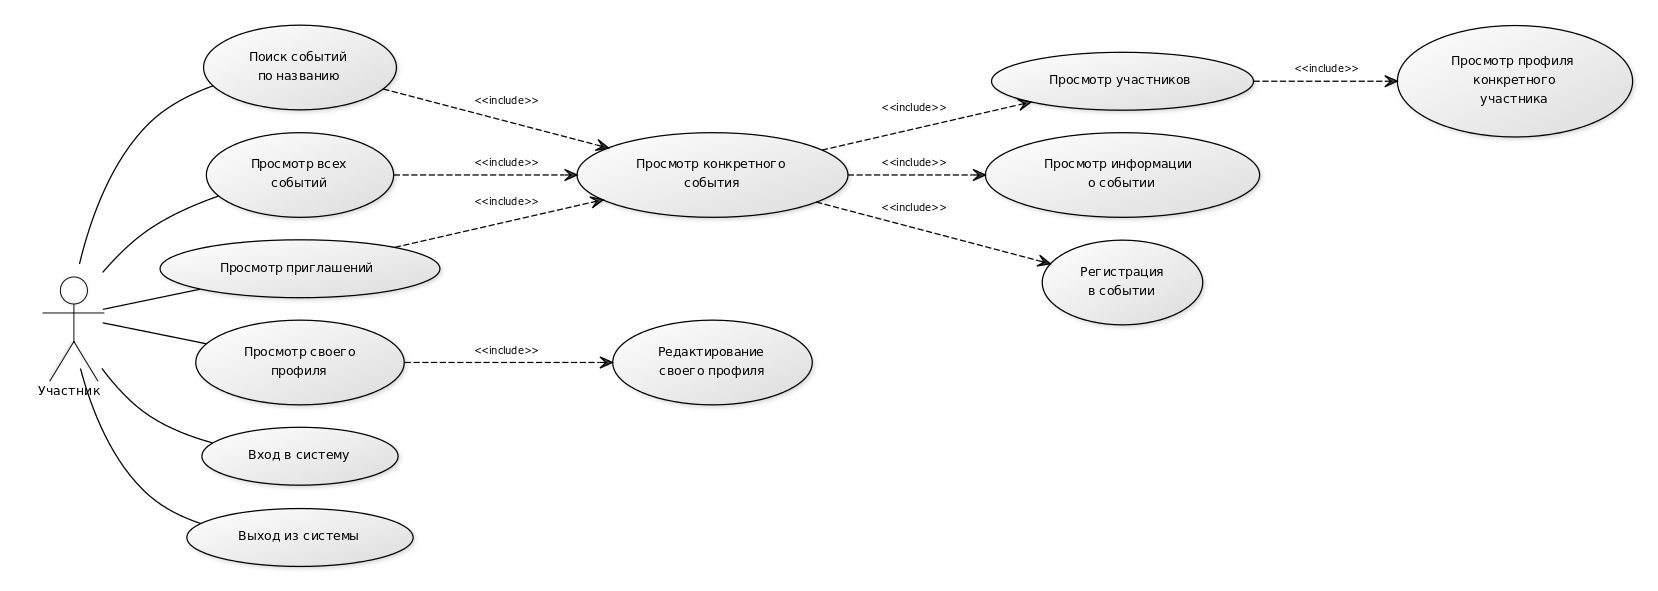 Поиск событий
по названию
<<include>>
Просмотр всех
событий
<<include>>
Просмотр приглашений
<<include>>
Просмотр конкретного
события
<<include>>
Просмотр участников
<<include>>
Просмотр профиля
конкретного
участника
<<include>>
Просмотр информации
о событии
<<include>>
Регистрация
в событии
Участник
Просмотр своего
профиля
<<include>>
Редактирование
своего профиля
Вход в систему
Выход из системы